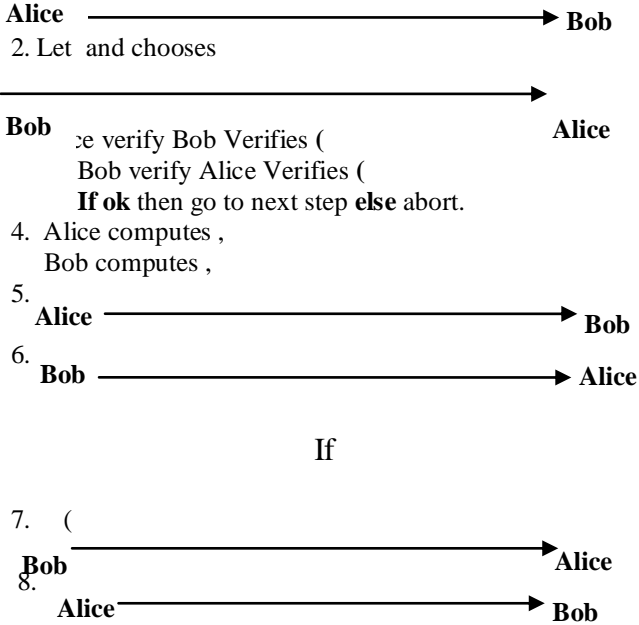 Alice Bob
2. Let and chooses
Bob Alice
ce verify Bob Verifies (
Bob verify Alice Verifies (
If ok then go to next step else abort.
4. Alice computes ,
Bob computes ,
5.
Alice Bob
6.
Bob Alice
If
7. (
Bob Alice
8.
Alice Bob